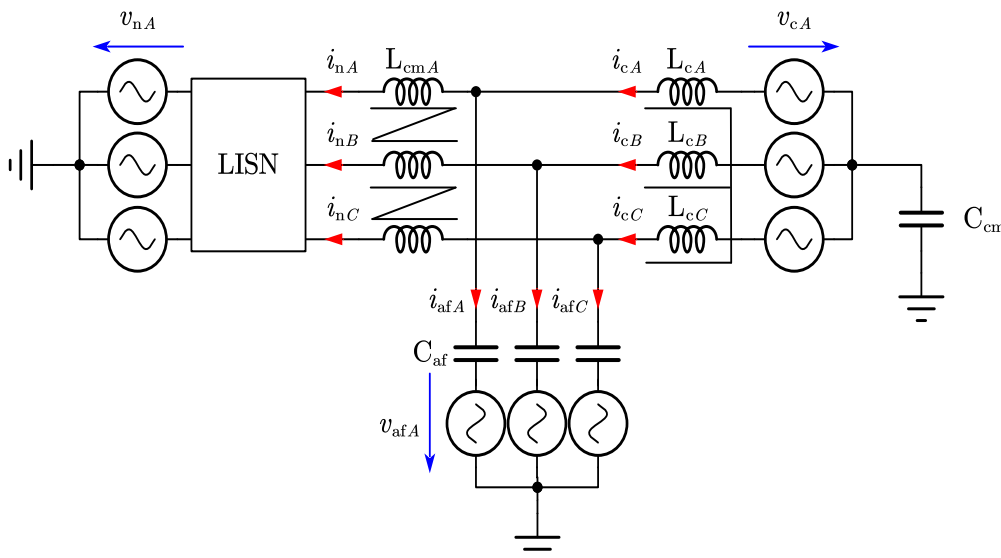 v_nA
v_cA
i_nA
L_cmA
i_cA
L_cA
i_nB
i_cB
L_cB
LISN
i_nC
i_cC
L_cC
C_cm
i_afA
i_afB
i_afC
C_af
v_afA